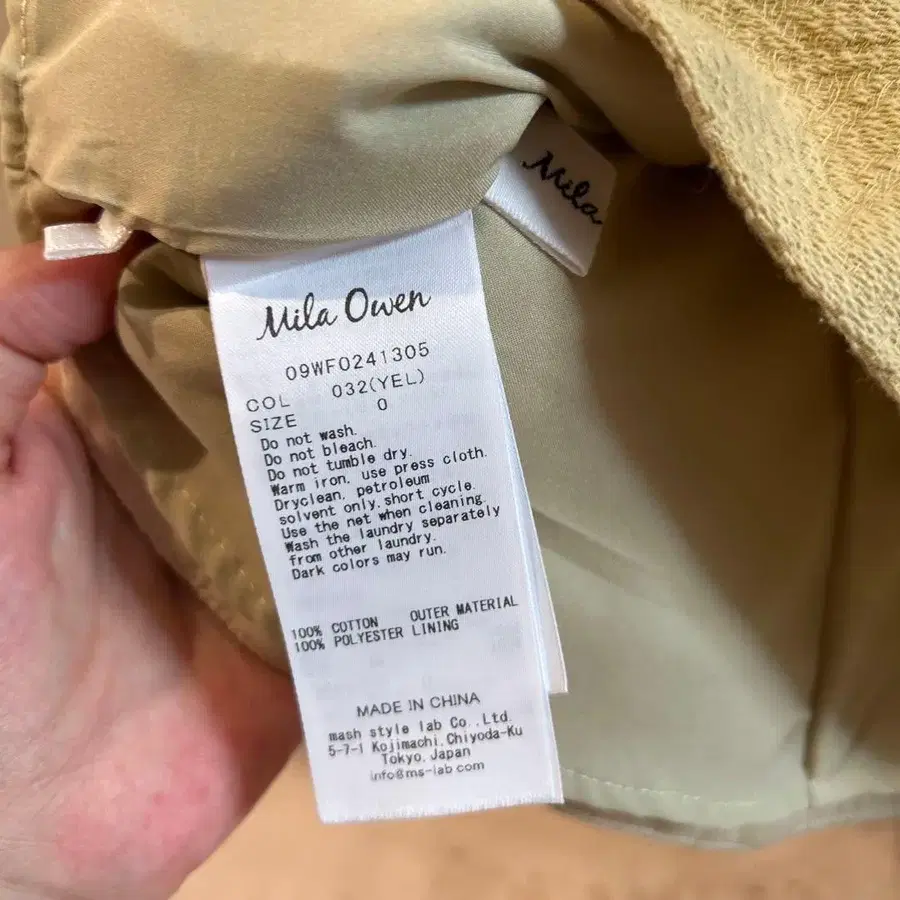 Mila
Mila Owen
09WF0241305
COL 032(YEL)
SIZE 0
Do not wash.
Do not bleach.
Do not tumble dry.
Warm iron, use press cloth.
Dryclean, petroleum
solvent only,short cycle.
Use the net when cleaning.
Wash the laundry separately
from other laundry.
Dark colors may run.
100% COTTON OUTER MATERIAL
100% POLYESTER LINING
MADE IN CHINA
mash style lab Co.,Ltd.
5-7-1 Kojimachi,Chiyoda-Ku
Tokyo,Japan
info@ms-lab.com